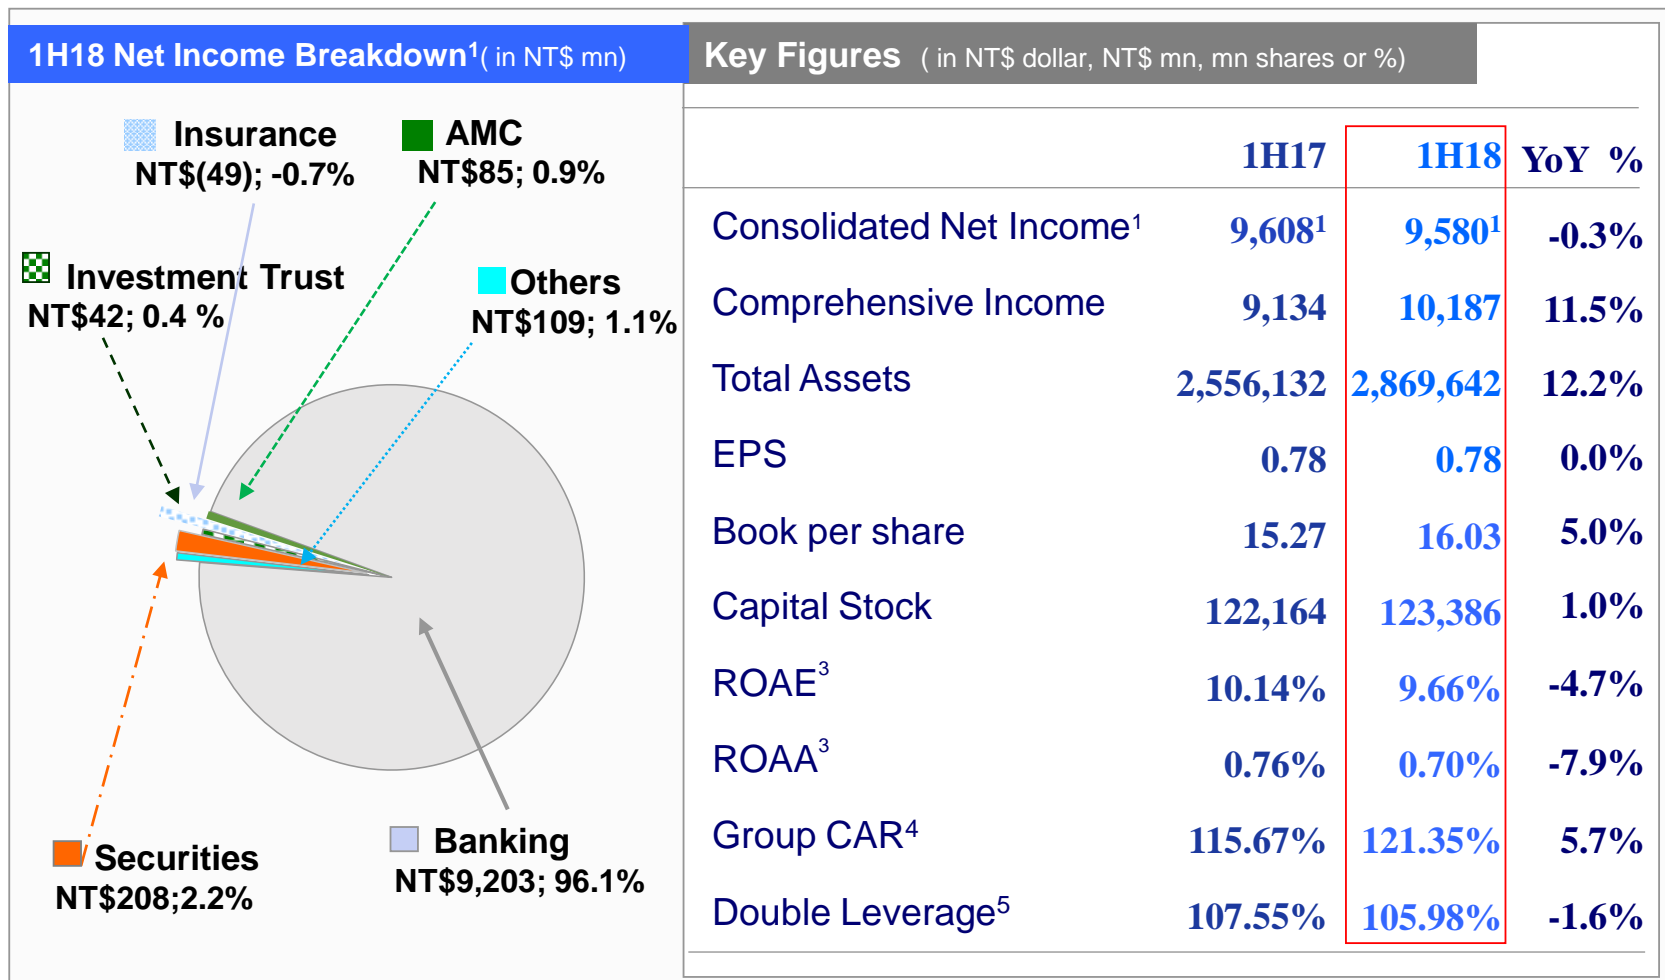 1H18 Net Income Breakdown1( in NT$ mn)
Insurance
NT$(49); -0.7%
AMC
NT$85; 0.9%
Investment Trust
NT$42; 0.4 %
Others
NT$109; 1.1%
Securities
NT$208;2.2%
Banking
NT$9,203; 96.1%
Key Figures ( in NT$ dollar, NT$ mn, mn shares or %)
1H17 1H18 YoY %
Consolidated Net Income1 9,6081 9,5801 -0.3%
Comprehensive Income 9,134 10,187 11.5%
Total Assets 2,556,132 2,869,642 12.2%
EPS 0.78 0.78 0.0%
Book per share 15.27 16.03 5.0%
Capital Stock 122,164 123,386 1.0%
ROAE3 10.14% 9.66% -4.7%
ROAA3 0.76% 0.70% -7.9%
Group CAR4 115.67% 121.35% 5.7%
Double Leverage5 107.55% 105.98% -1.6%